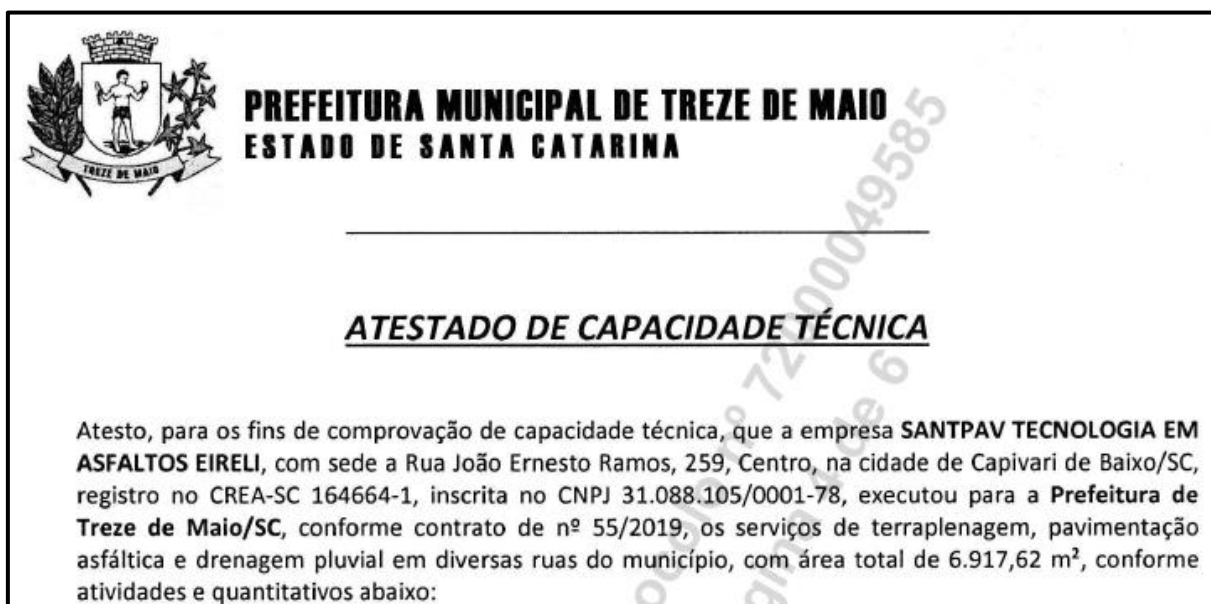 PREFEITURA MUNICIPAL DE TREZE DE MAIO
ESTADO DE SANTA CATARINA
TREZE DE MAIO
ATESTADO DE CAPACIDADE TÉCNICA
Atesto, para os fins de comprovação de capacidade técnica, que a empresa SANTPAV TECNOLOGIA EM
ASFALTOS EIRELI, com sede a Rua João Ernesto Ramos, 259, Centro, na cidade de Capivari de Baixo/SC,
registro no CREA-SC 164664-1, inscrita no CNPJ 31.088.105/0001-78, executou para a Prefeitura de
Treze de Maio/SC, conforme contrato de nº 55/2019, os serviços de terraplenagem, pavimentação
asfáltica e drenagem pluvial em diversas ruas do município, com área total de 6.917,62 m², conforme
atividades e quantitativos abaixo:
nº 72000049585
de 6